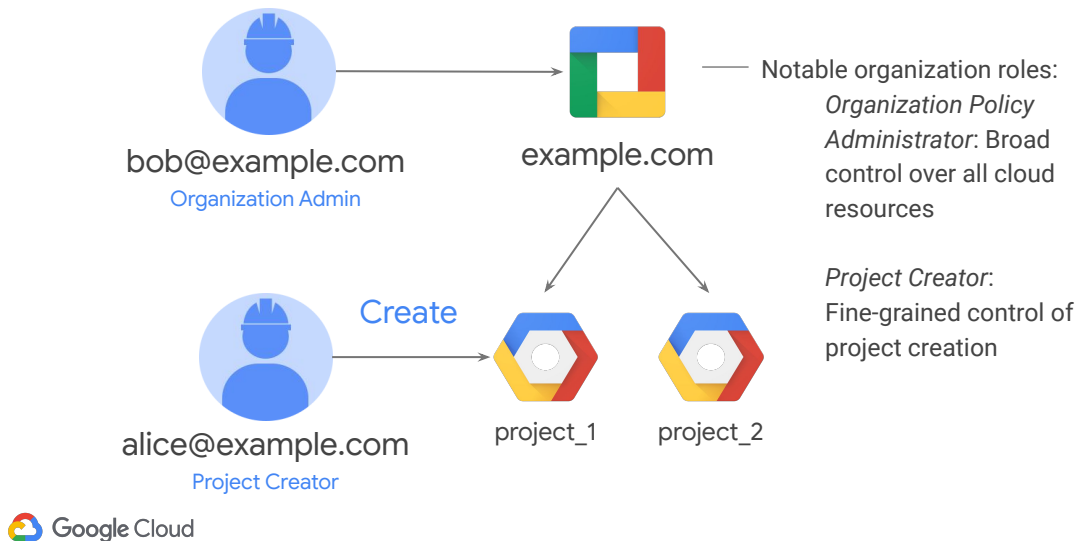 bob@example.com
Organization Admin
example.com
Notable organization roles:
Organization Policy
Administrator: Broad
control over all cloud
resources
Project Creator:
Fine-grained control of
project creation
Create
alice@example.com
Project Creator
project_1
project_2
Google Cloud